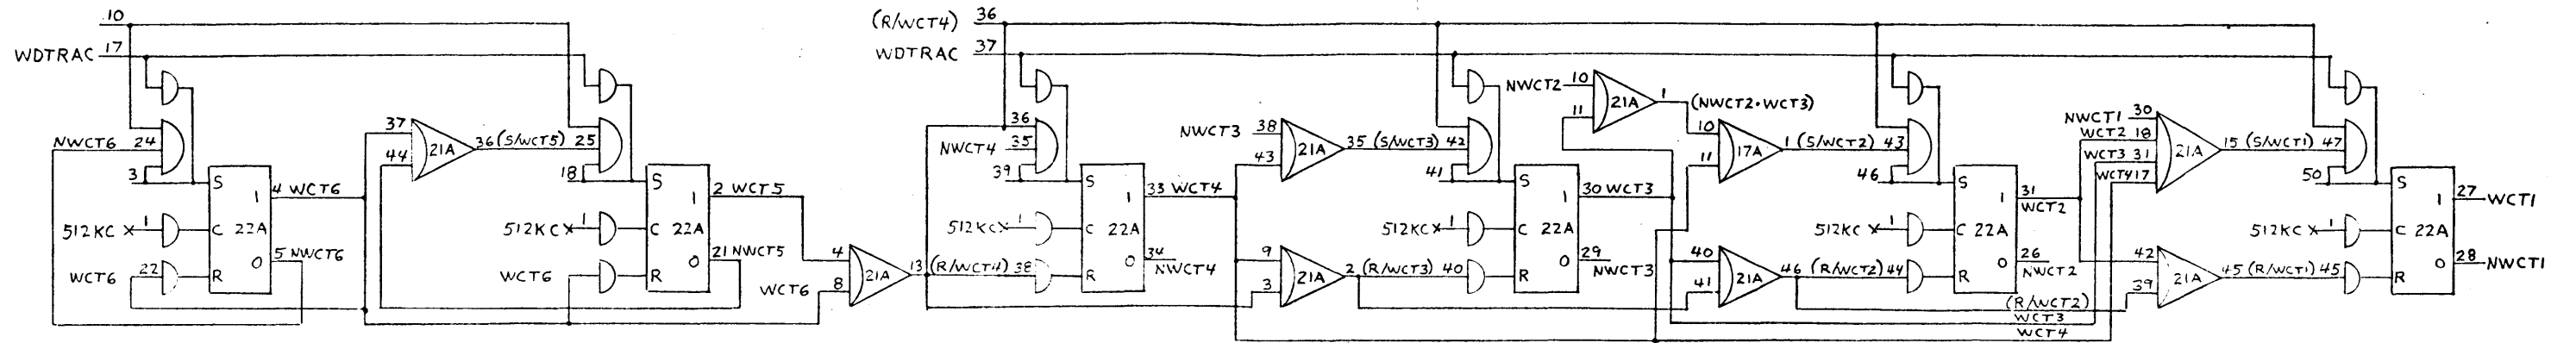 10
WDTRAC 17
NWCT6 24
3
S
4 WCT6
1
512KC X 1
C 22A
5 NWCT6
0
WCT6 22
R
37
44
21A
36 (S/WCT5) 25
18
S
2 WCT5
1
512KC X 1
C 22A
21 NWCT5
0
WCT6
R
4
WCT6 8
21A
13 (R/WCT4) 38
(R/WCT4) 36
WDTRAC 37
36
NWCT4 35
39
S
33 WCT4
1
512KC X 1
C 22A
34
0 NWCT4
R
NWCT3 38
43
21A
35 (S/WCT3) 42
41
9
3
21A
2 (R/WCT3) 40
S
30 WCT3
1
512KC X 1
C 22A
29
0 NWCT3
R
NWCT2 10
11
21A
1 (NWCT2·WCT3)
10
11
17A
1 (S/WCT2) 43
46
40
41
21A
46 (R/WCT2) 44
S
31
1 WCT2
512KC X 1
C 22A
26
0 NWCT2
R
(R/WCT2)
WCT3
WCT4
NWCT1 30
WCT2 18
WCT3 31
WCT4 17
21A
15 (S/WCT1) 47
50
42
39
21A
45 (R/WCT1) 45
S
27 WCT1
1
512KC X 1
C 22A
28 NWCT1
0
R